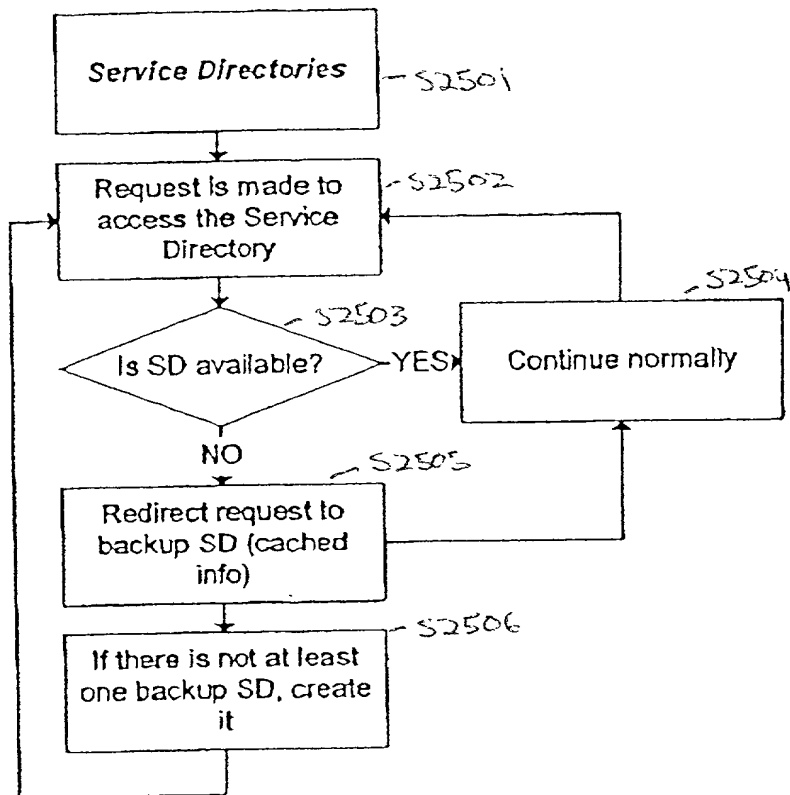 Service Directories
S2501
Request is made to
access the Service
Directory
S2502
S2503
Is SD available?
YES
S2504
Continue normally
NO
S2505
Redirect request to
backup SD (cached
info)
S2506
If there is not at least
one backup SD, create
it